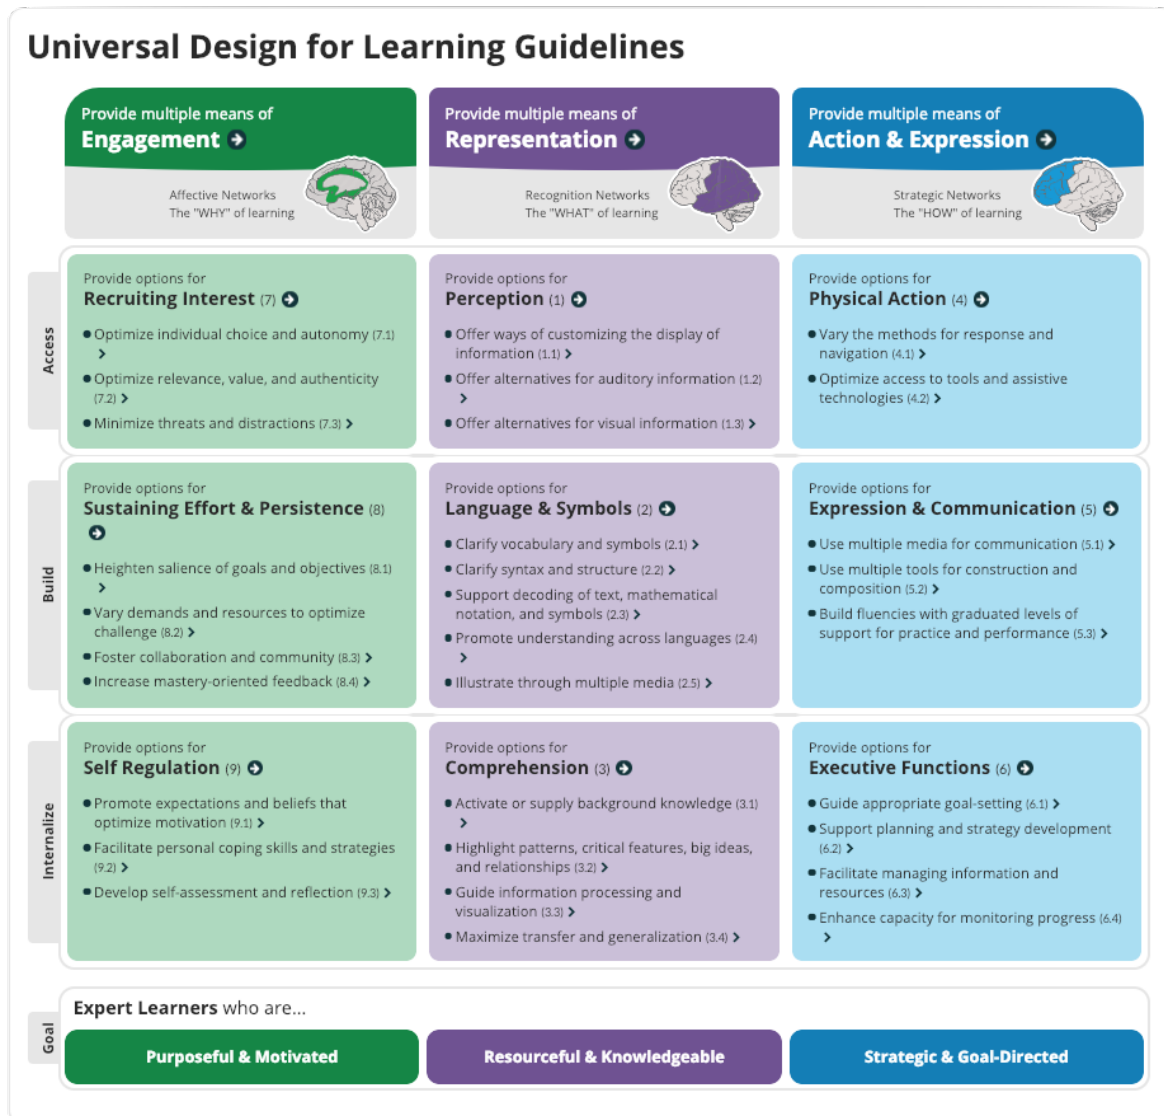 Universal Design for Learning Guidelines
Provide multiple means of
Engagement
Affective Networks
The "WHY" of learning
Provide multiple means of
Representation
Recognition Networks
The "WHAT" of learning
Provide multiple means of
Action & Expression
Strategic Networks
The "HOW" of learning
Access
Provide options for
Recruiting Interest (7)
• Optimize individual choice and autonomy (7.1)
• Optimize relevance, value, and authenticity
(7.2)
• Minimize threats and distractions (7.3)
Provide options for
Perception (1)
• Offer ways of customizing the display of
information (1.1)
• Offer alternatives for auditory information (1.2)
• Offer alternatives for visual information (1.3)
Provide options for
Physical Action (4)
• Vary the methods for response and
navigation (4.1)
• Optimize access to tools and assistive
technologies (4.2)
Build
Provide options for
Sustaining Effort & Persistence (8)
• Heighten salience of goals and objectives (8.1)
• Vary demands and resources to optimize
challenge (8.2)
• Foster collaboration and community (8.3)
• Increase mastery-oriented feedback (8.4)
Provide options for
Language & Symbols (2)
• Clarify vocabulary and symbols (2.1)
• Clarify syntax and structure (2.2)
• Support decoding of text, mathematical
notation, and symbols (2.3)
• Promote understanding across languages (2.4)
• Illustrate through multiple media (2.5)
Provide options for
Expression & Communication (5)
• Use multiple media for communication (5.1)
• Use multiple tools for construction and
composition (5.2)
• Build fluencies with graduated levels of
support for practice and performance (5.3)
Internalize
Provide options for
Self Regulation (9)
• Promote expectations and beliefs that
optimize motivation (9.1)
• Facilitate personal coping skills and strategies
(9.2)
• Develop self-assessment and reflection (9.3)
Provide options for
Comprehension (3)
• Activate or supply background knowledge (3.1)
• Highlight patterns, critical features, big ideas,
and relationships (3.2)
• Guide information processing and
visualization (3.3)
• Maximize transfer and generalization (3.4)
Provide options for
Executive Functions (6)
• Guide appropriate goal-setting (6.1)
• Support planning and strategy development
(6.2)
• Facilitate managing information and
resources (6.3)
• Enhance capacity for monitoring progress (6.4)
Goal
Expert Learners who are...
Purposeful & Motivated
Resourceful & Knowledgeable
Strategic & Goal-Directed